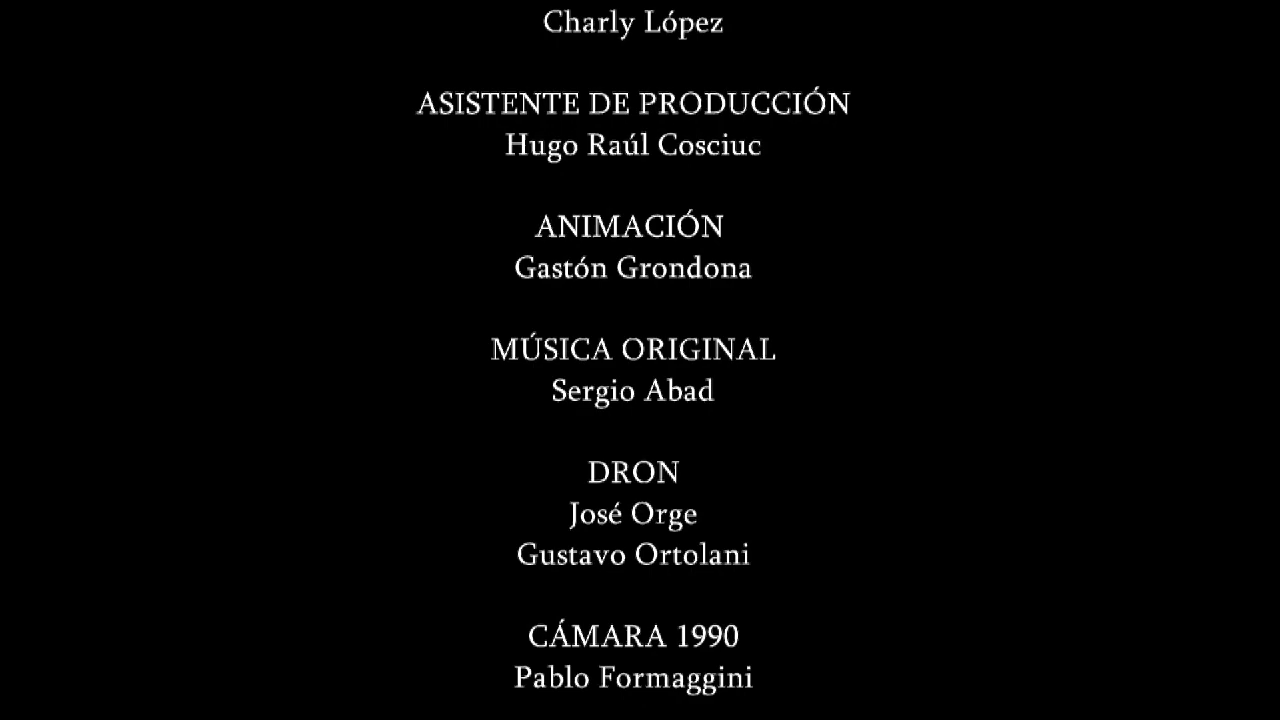 Charly López
ASISTENTE DE PRODUCCIÓN
Hugo Raúl Cosciuc
ANIMACIÓN
Gastón Grondona
MÚSICA ORIGINAL
Sergio Abad
DRON
José Orge
Gustavo Ortolani
CÁMARA 1990
Pablo Formaggini